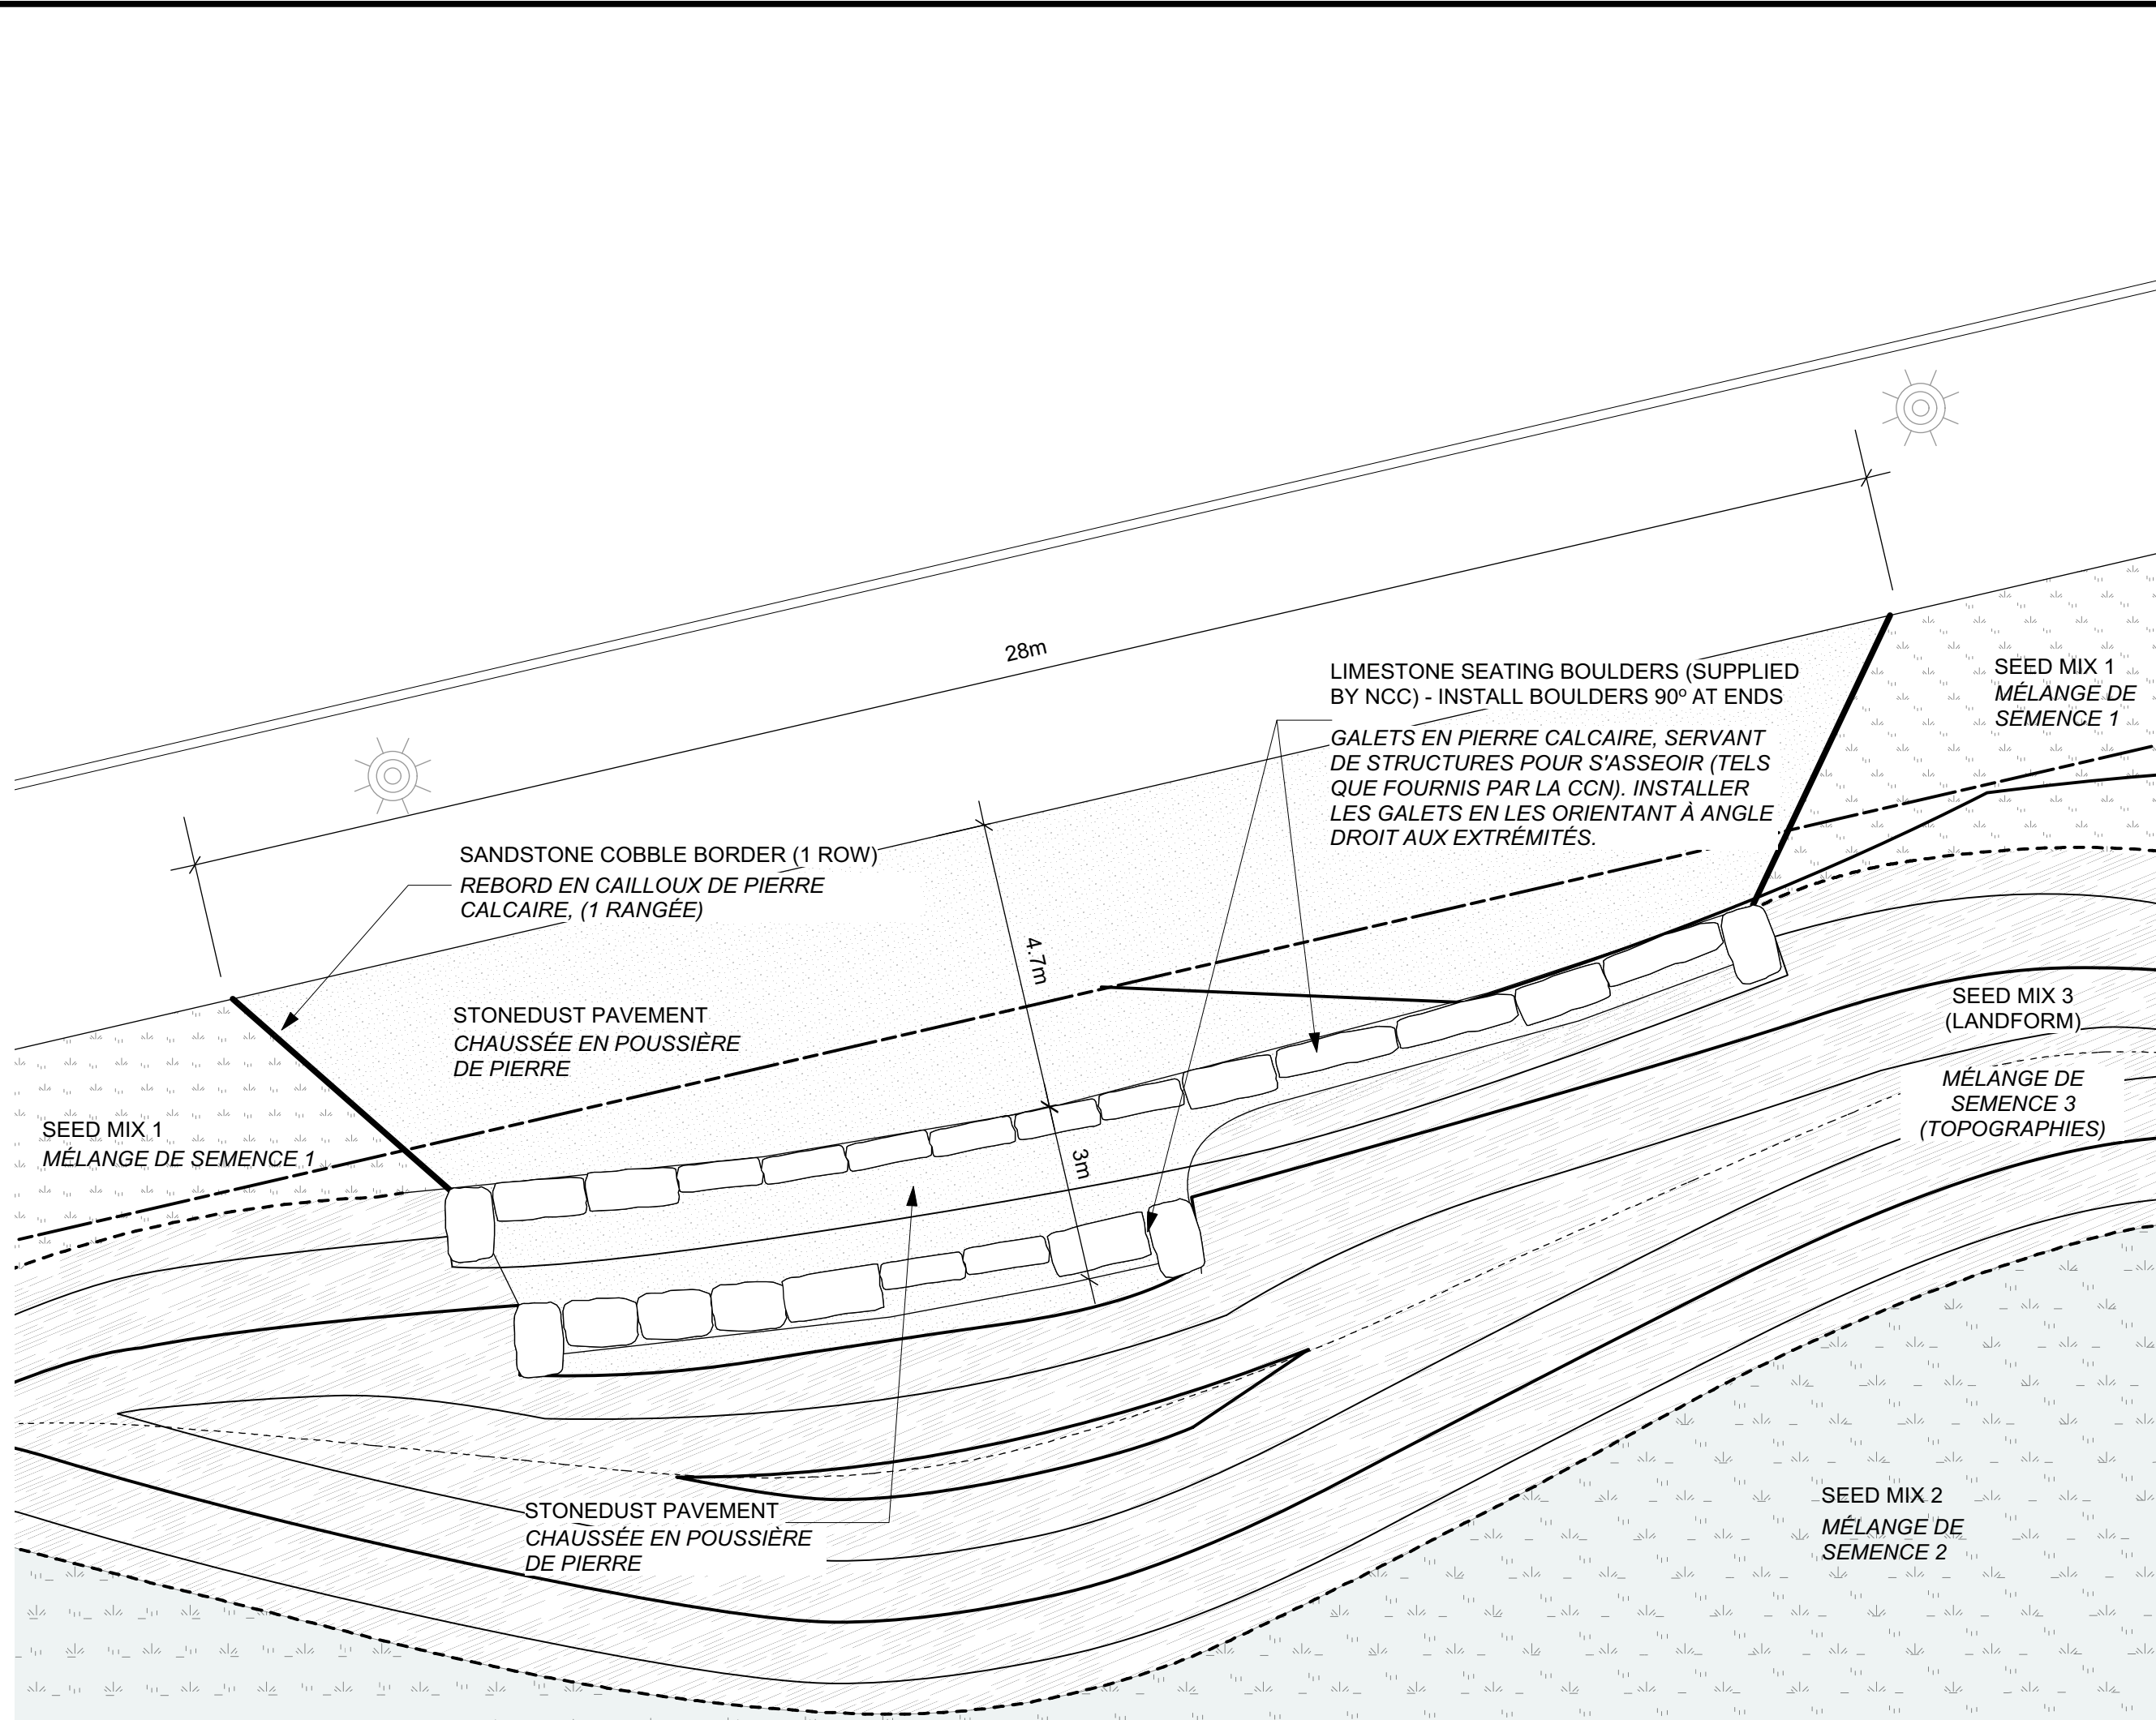 28m
LIMESTONE SEATING BOULDERS (SUPPLIED
BY NCC) - INSTALL BOULDERS 90º AT ENDS
GALETS EN PIERRE CALCAIRE, SERVANT
DE STRUCTURES POUR S'ASSEOIR (TELS
QUE FOURNIS PAR LA CCN). INSTALLER
LES GALETS EN LES ORIENTANT À ANGLE
DROIT AUX EXTRÉMITÉS.
SEED MIX 1
MÉLANGE DE
SEMENCE 1
SANDSTONE COBBLE BORDER (1 ROW)
REBORD EN CAILLOUX DE PIERRE
CALCAIRE, (1 RANGÉE)
4.7m
STONEDUST PAVEMENT
CHAUSSÉE EN POUSSIÈRE
DE PIERRE
SEED MIX 3
(LANDFORM)
MÉLANGE DE
SEMENCE 3
(TOPOGRAPHIES)
SEED MIX 1
MÉLANGE DE SEMENCE 1
3m
STONEDUST PAVEMENT
CHAUSSÉE EN POUSSIÈRE
DE PIERRE
SEED MIX 2
MÉLANGE DE
SEMENCE 2